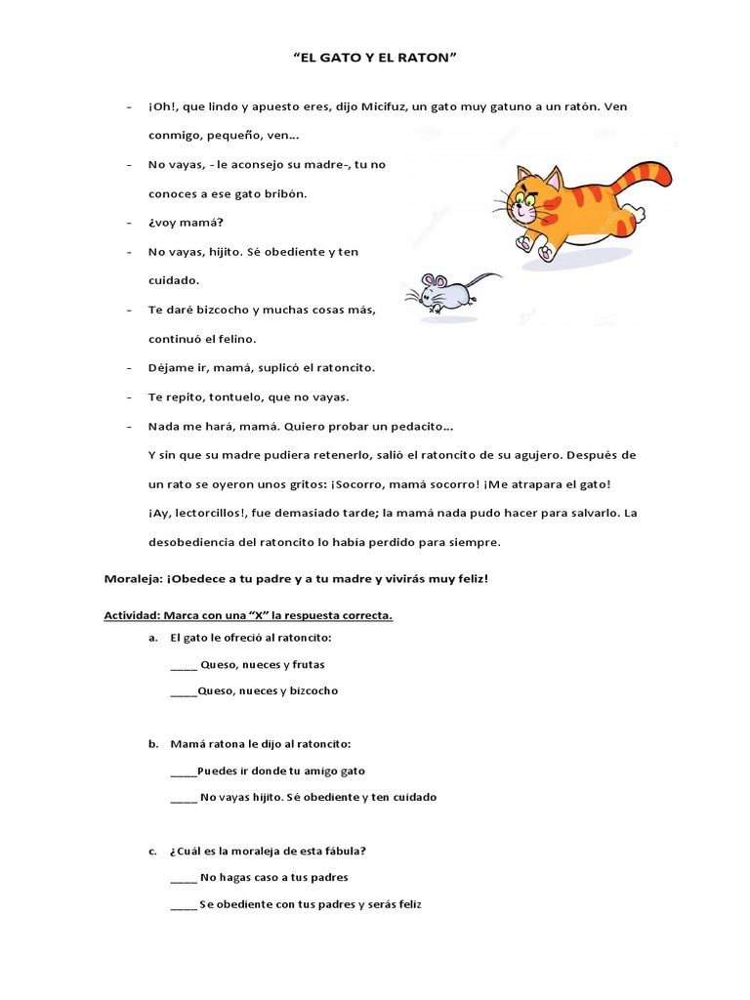 “EL GATO Y EL RATON”
- ¡Oh!, que lindo y apuesto eres, dijo Micifuz, un gato muy gatuno a un ratón. Ven
conmigo, pequeño, ven...
- No vayas, - le aconsejo su madre-, tu no
conoces a ese gato bribón.
- ¿voy mamá?
- No vayas, hijito. Sé obediente y ten
cuidado.
- Te daré bizcocho y muchas cosas más,
continuó el felino.
- Déjame ir, mamá, suplicó el ratoncito.
- Te repito, tontuelo, que no vayas.
- Nada me hará, mamá. Quiero probar un pedacito...
Y sin que su madre pudiera retenerlo, salió el ratoncito de su agujero. Después de
un rato se oyeron unos gritos: ¡Socorro, mamá socorro! ¡Me atrapara el gato!
¡Ay, lectorcillos!, fue demasiado tarde; la mamá nada pudo hacer para salvarlo. La
desobediencia del ratoncito lo había perdido para siempre.
Moraleja: ¡Obedece a tu padre y a tu madre y vivirás muy feliz!
Actividad: Marca con una “X” la respuesta correcta.
a. El gato le ofreció al ratoncito:
____ Queso, nueces y frutas
____Queso, nueces y bizcocho
b. Mamá ratona le dijo al ratoncito:
____Puedes ir donde tu amigo gato
____ No vayas hijito. Sé obediente y ten cuidado
c. ¿Cuál es la moraleja de esta fábula?
____ No hagas caso a tus padres
____ Se obediente con tus padres y serás feliz